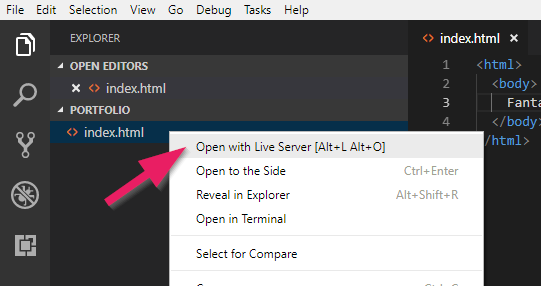 File Edit Selection View Go Debug Tasks Help
EXPLORER
OPEN EDITORS
index.html
PORTFOLIO
index.html
index.html
1 <html>
2 <body>
3 Fanta
4 </body>
5 </html>
Open with Live Server [Alt+L Alt+O]
Open to the Side Ctrl+Enter
Reveal in Explorer Alt+Shift+R
Open in Terminal
Select for Compare